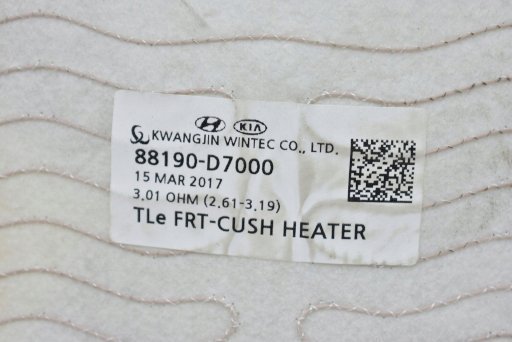 KIA
KWANGJIN WINTEC CO., LTD.
88190-D7000
15 MAR 2017
3.01 OHM (2.61-3.19)
TLe FRT-CUSH HEATER